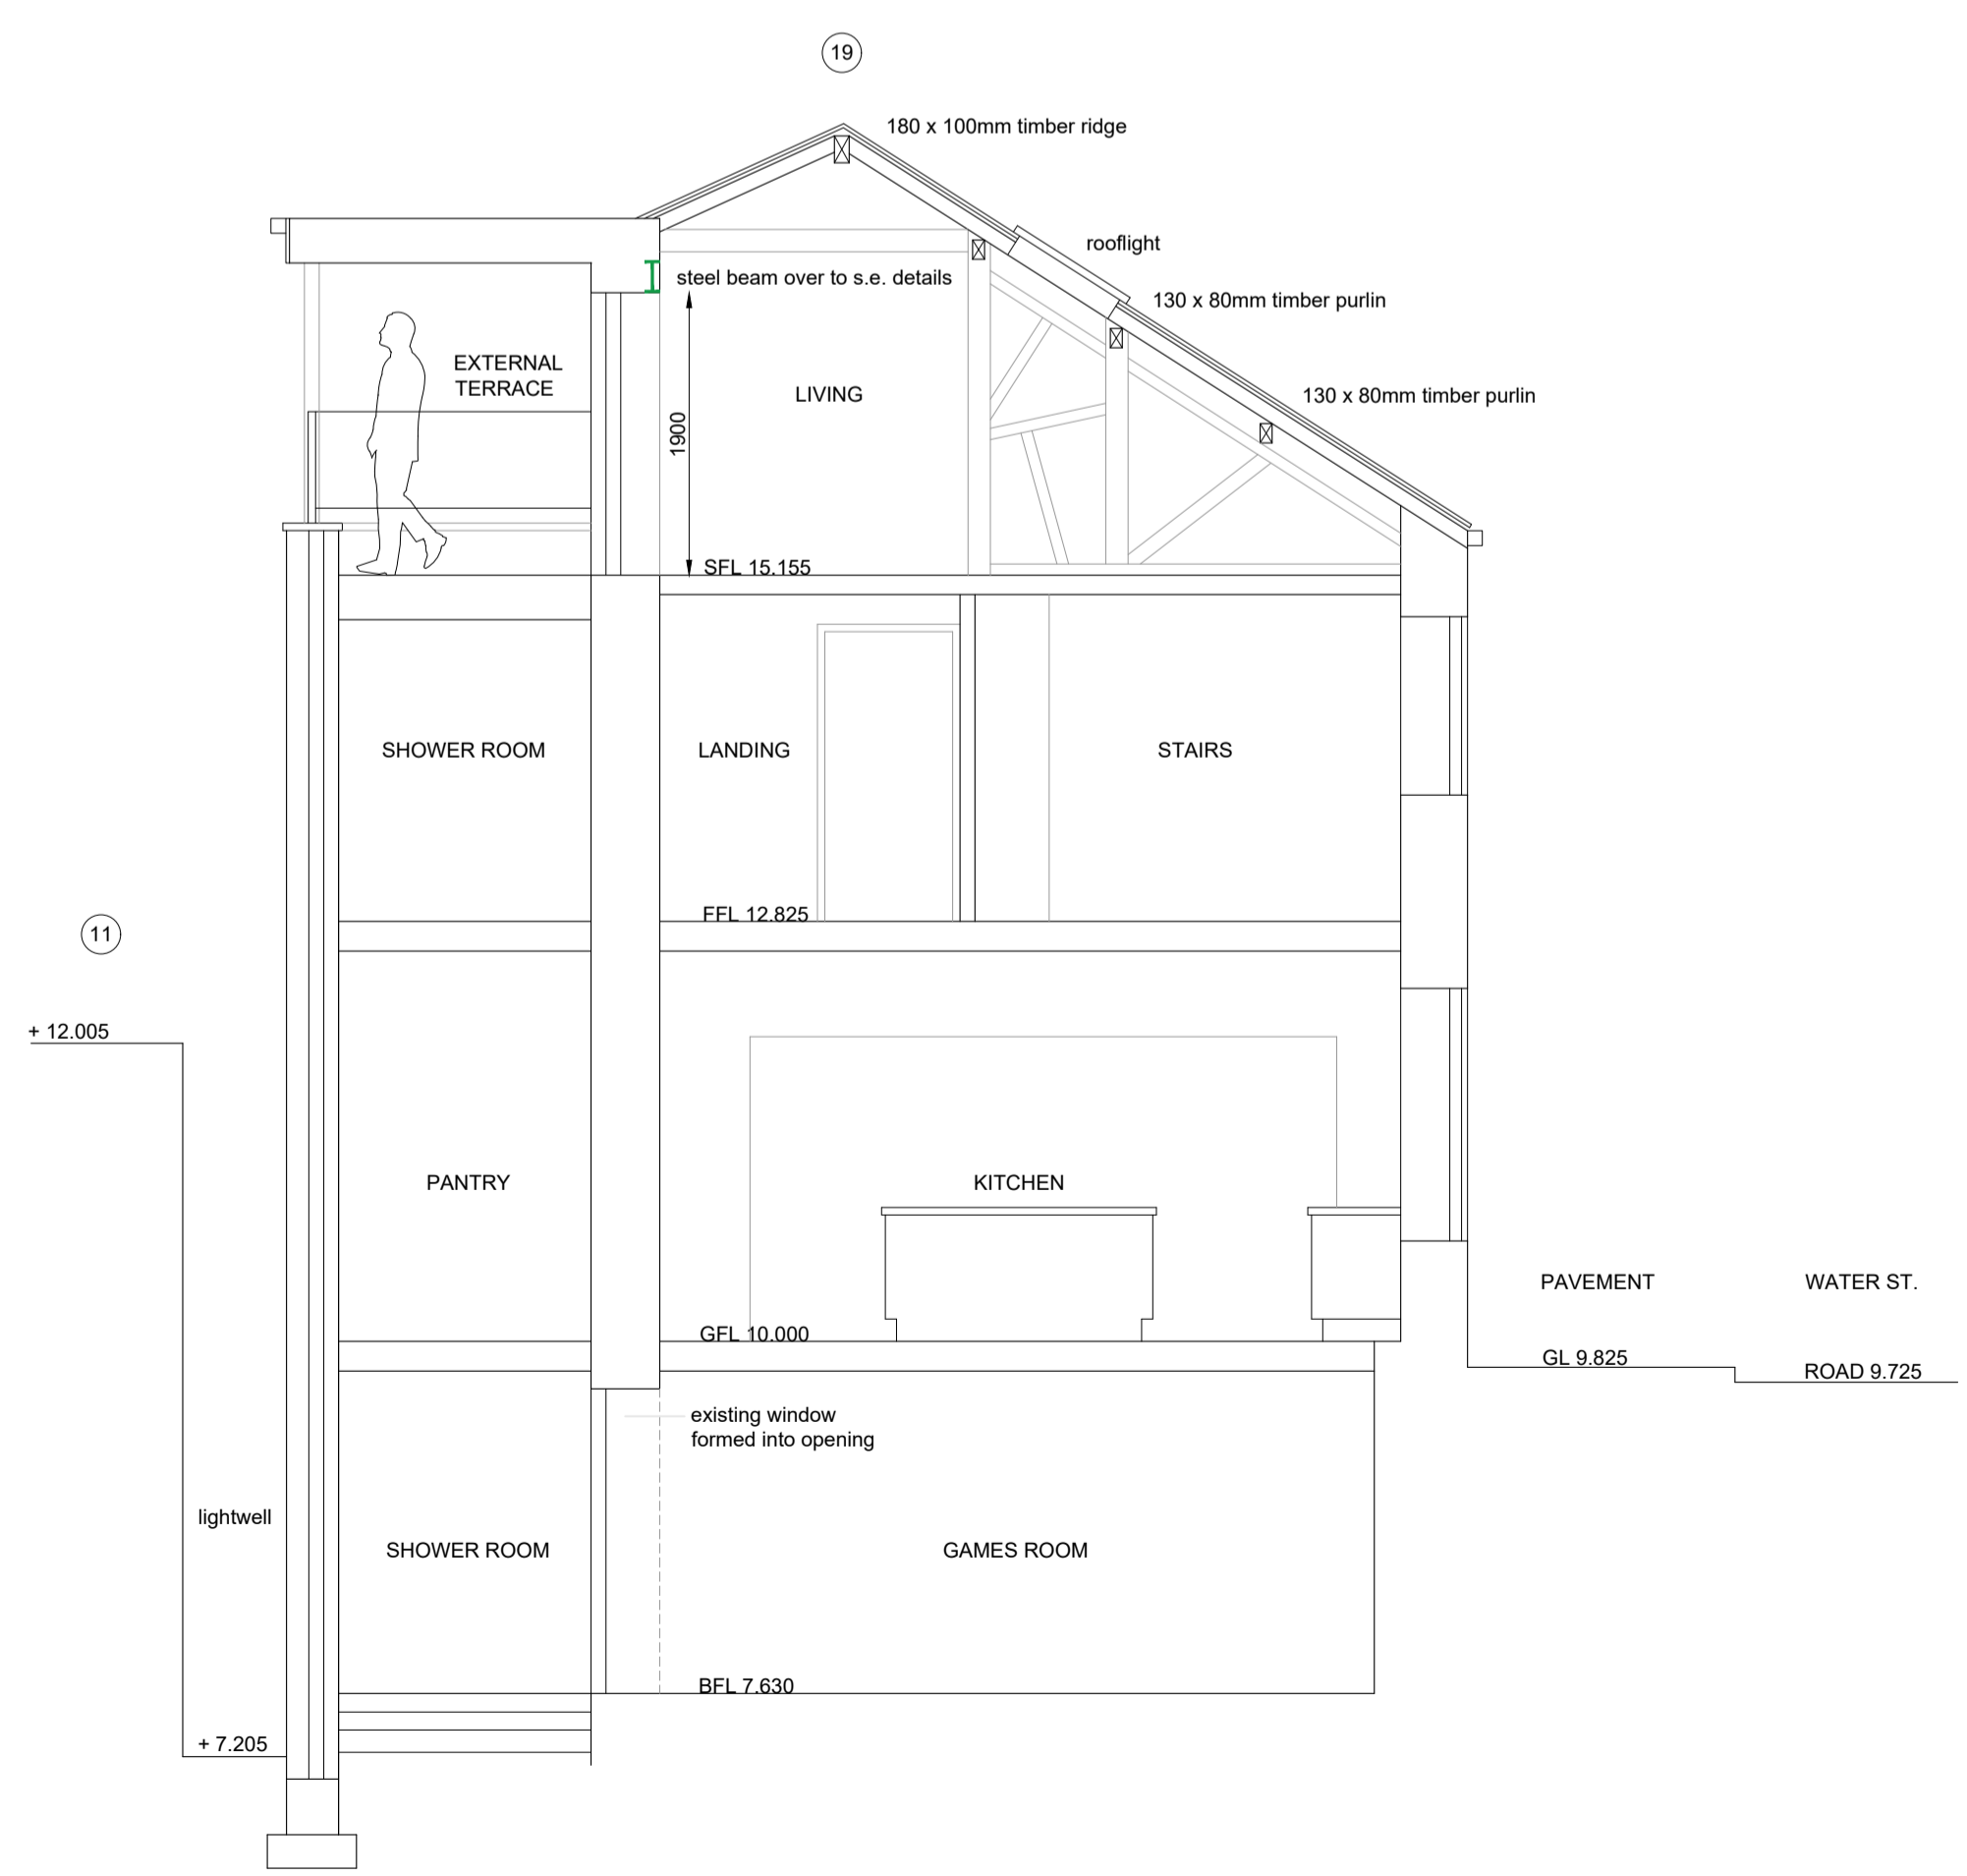 19
180 x 100mm timber ridge
rooflight
steel beam over to s.e. details
130 x 80mm timber purlin
EXTERNAL
TERRACE
LIVING
130 x 80mm timber purlin
1900
SFL 15.155
SHOWER ROOM
LANDING
STAIRS
FFL 12.825
11
+ 12.005
PANTRY
KITCHEN
PAVEMENT
WATER ST.
GFL 10.000
GL 9.825
ROAD 9.725
existing window
formed into opening
lightwell
SHOWER ROOM
GAMES ROOM
BFL 7.630
+ 7.205